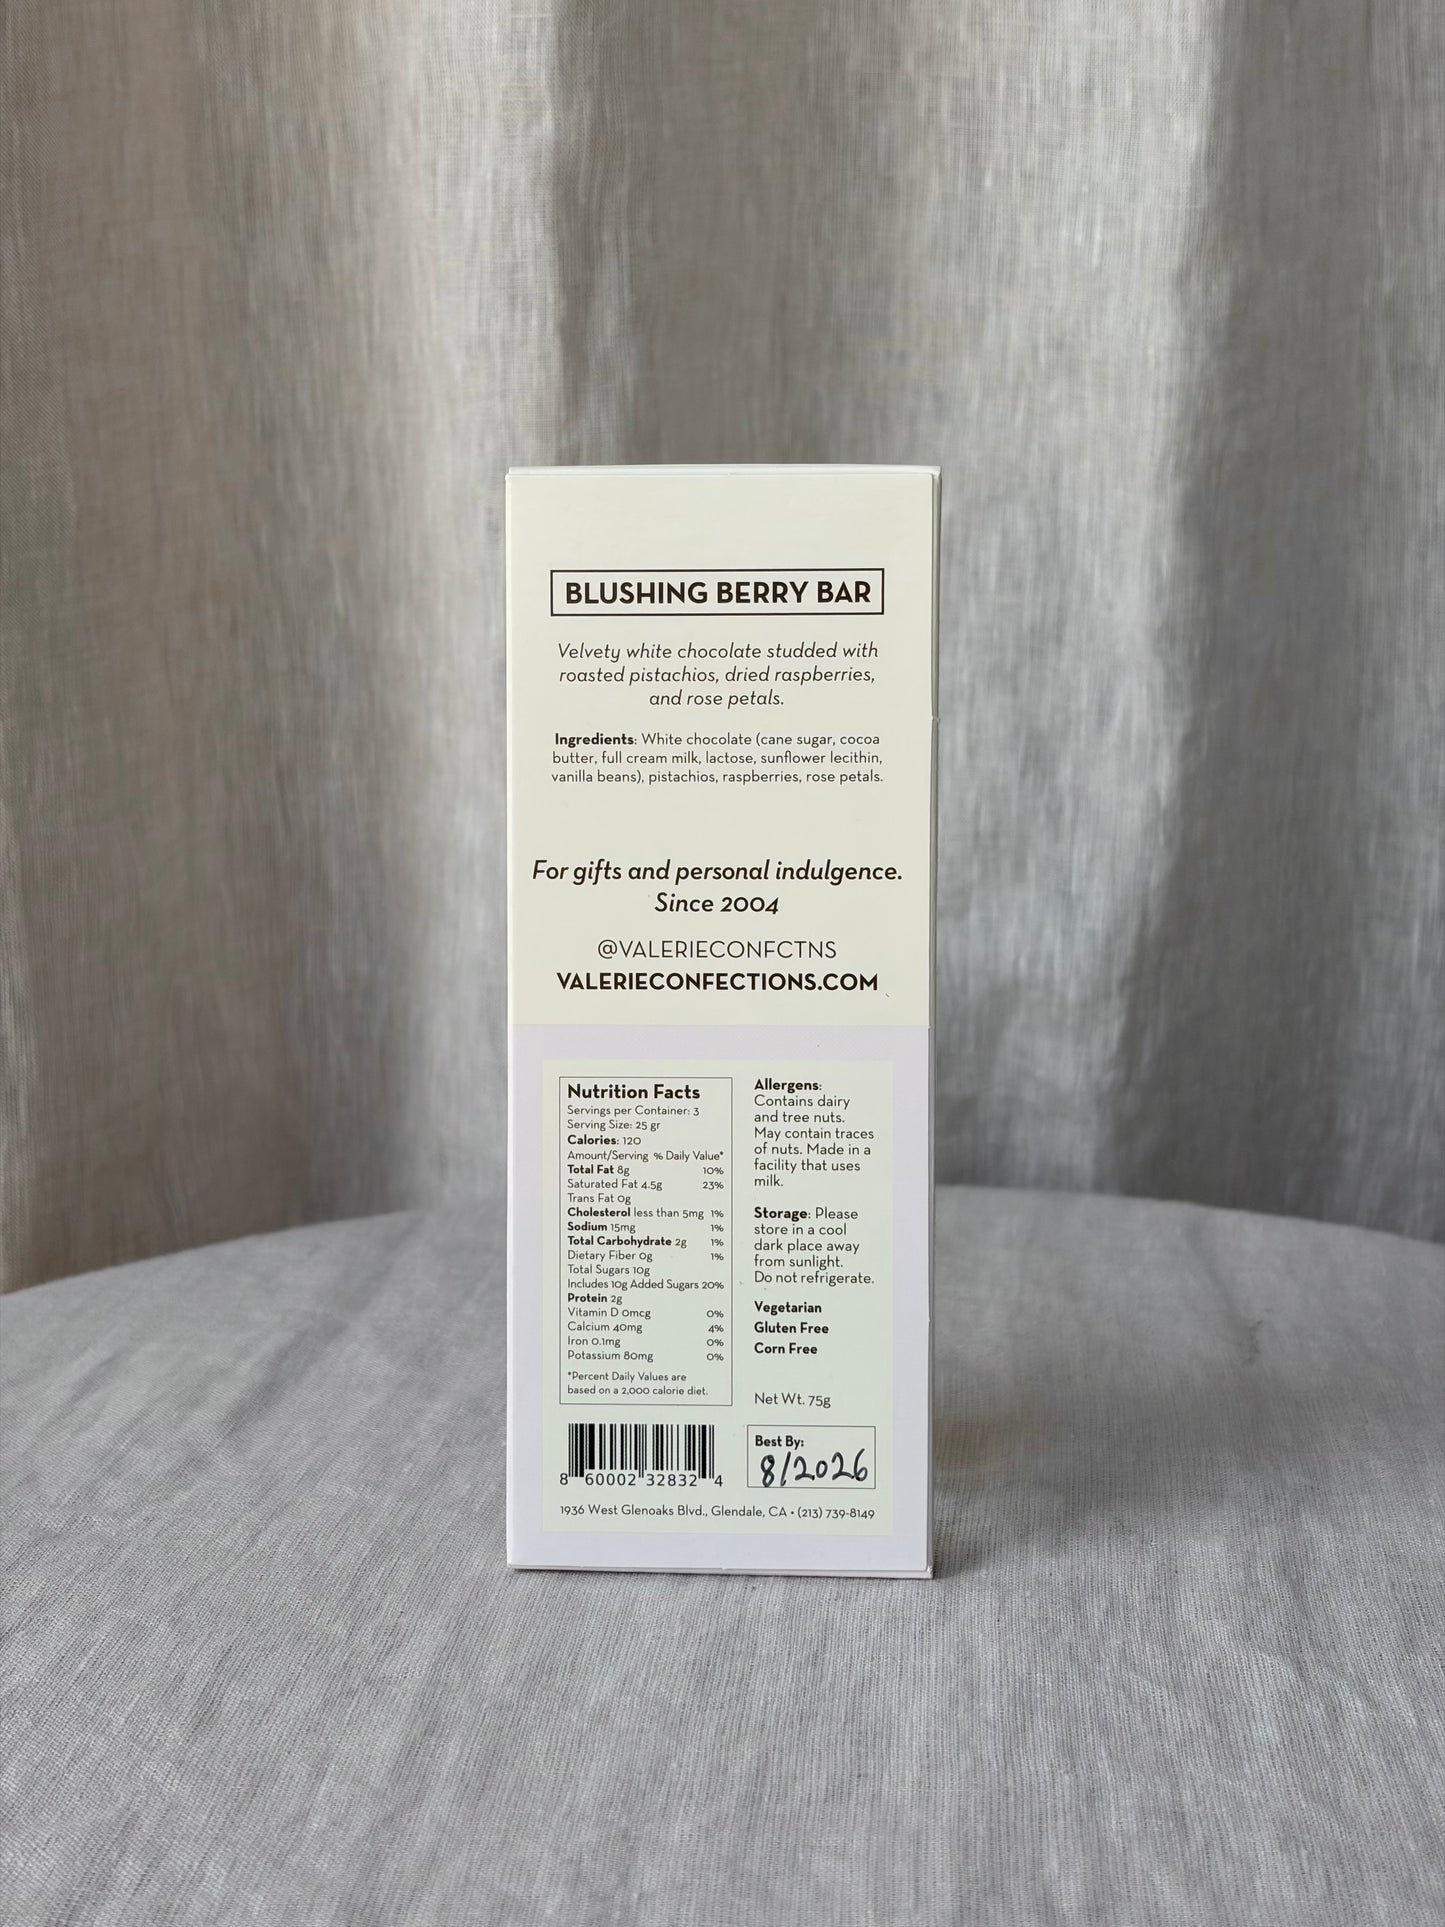 BLUSHING BERRY BAR
Velvety white chocolate studded with
roasted pistachios, dried raspberries,
and rose petals.
Ingredients: White chocolate (cane sugar, cocoa
butter, full cream milk, lactose, sunflower lecithin,
vanilla beans), pistachios, raspberries, rose petals.
For gifts and personal indulgence.
Since 2004
@VALERIECONFCTNS
VALERIECONFECTIONS.COM
Nutrition Facts
Servings per Container: 3
Serving Size: 25 gr
Calories: 120
Amount/Serving % Daily Value*
Total Fat 8g 10%
Saturated Fat 4.5g 23%
Trans Fat 0g
Cholesterol less than 5mg 1%
Sodium 15mg 1%
Total Carbohydrate 2g 1%
Dietary Fiber 0g 1%
Total Sugars 10g
Includes 10g Added Sugars 20%
Protein 2g
Vitamin D 0mcg 0%
Calcium 40mg 4%
Iron 0.1mg 0%
Potassium 80mg 0%
*Percent Daily Values are
based on a 2,000 calorie diet.
Allergens:
Contains dairy
and tree nuts.
May contain traces
of nuts. Made in a
facility that uses
milk.
Storage: Please
store in a cool
dark place away
from sunlight.
Do not refrigerate.
Vegetarian
Gluten Free
Corn Free
Net Wt. 75g
8 60002 32832 4
Best By:
8/2026
1936 West Glenoaks Blvd., Glendale, CA • (213) 739-8149